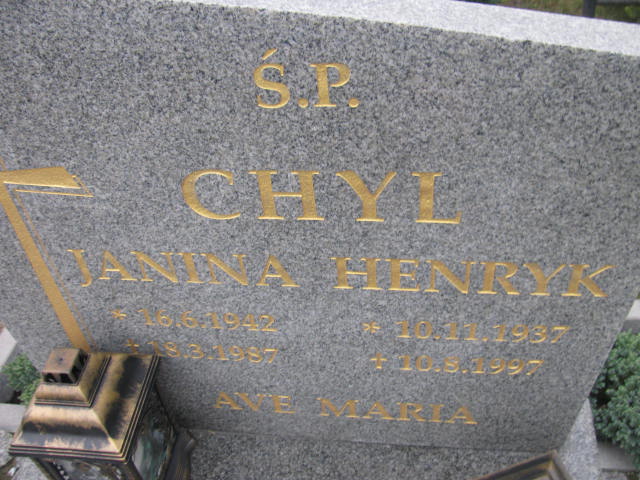 Ś.P.
CHYL
JANINA HENRYK
* 16.6.1942 * 10.11.1937
+ 18.3.1987 + 10.8.1997
AVE MARIA